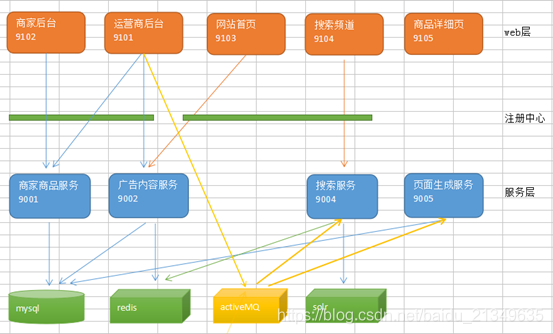 商家后台
9102
运营商后台
9101
网站首页
9103
搜索频道
9104
商品详细页
9105
web层
注册中心
商家商品服务
9001
广告内容服务
9002
搜索服务
9004
页面生成服务
9005
服务层
mysql
redis
activeMQ
solr
https://blog.csdn.net/baidu_21349635